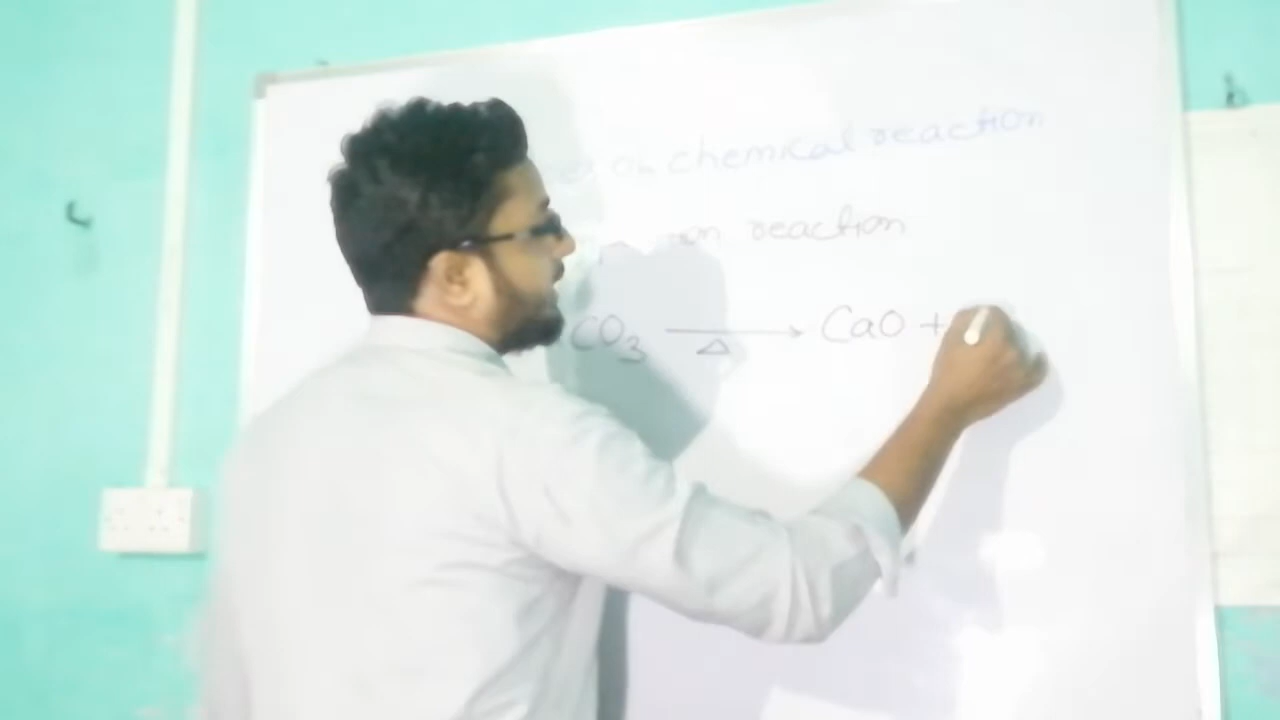 chemical reaction
reaction
CO₃ →△ CaO +